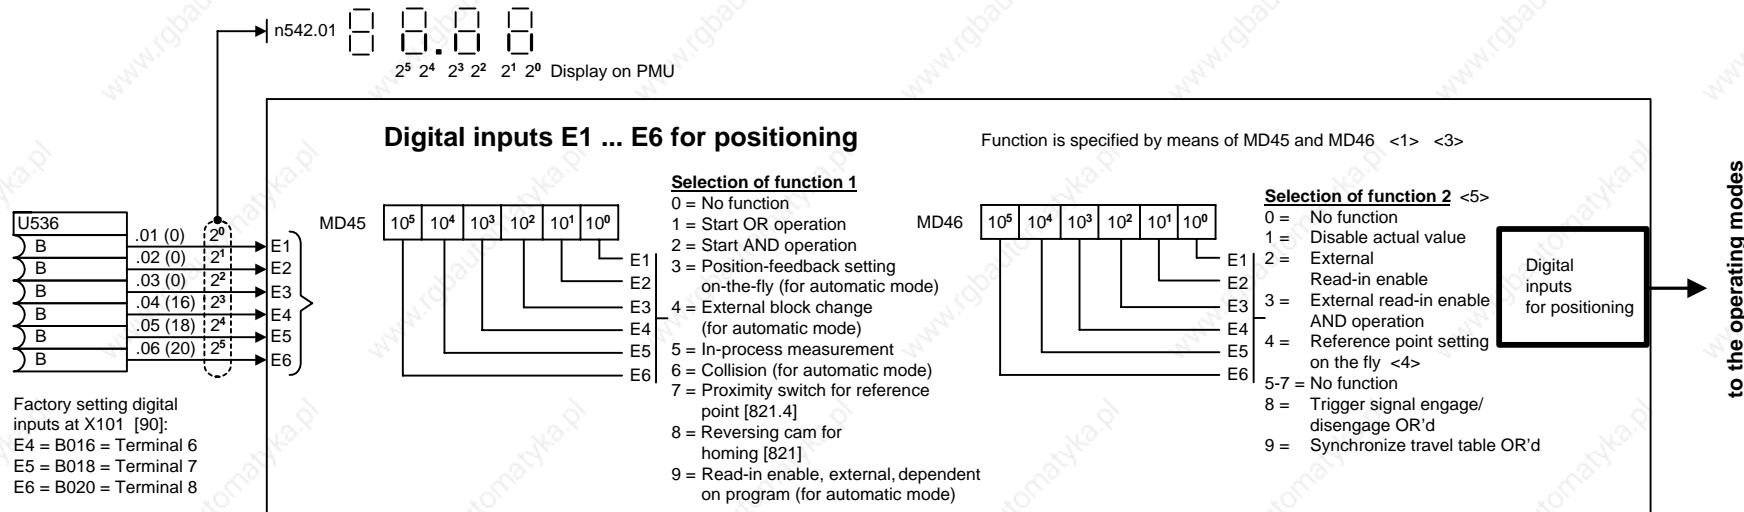 n542.01
2⁵ 2⁴ 2³ 2² 2¹ 2⁰ Display on PMU
Digital inputs E1 ... E6 for positioning
Function is specified by means of MD45 and MD46 <1> <3>
U536
B .01 (0) 2⁰ E1
B .02 (0) 2¹ E2
B .03 (0) 2² E3
B .04 (16) 2³ E4
B .05 (18) 2⁴ E5
B .06 (20) 2⁵ E6
Factory setting digital
inputs at X101 [90]:
E4 = B016 = Terminal 6
E5 = B018 = Terminal 7
E6 = B020 = Terminal 8
MD45 10⁵ 10⁴ 10³ 10² 10¹ 10⁰
E1
E2
E3
E4
E5
E6
Selection of function 1
0 = No function
1 = Start OR operation
2 = Start AND operation
3 = Position-feedback setting
on-the-fly (for automatic mode)
4 = External block change
(for automatic mode)
5 = In-process measurement
6 = Collision (for automatic mode)
7 = Proximity switch for reference
point [821.4]
8 = Reversing cam for
homing [821]
9 = Read-in enable, external, dependent
on program (for automatic mode)
MD46 10⁵ 10⁴ 10³ 10² 10¹ 10⁰
E1
E2
E3
E4
E5
E6
Selection of function 2 <5>
0 = No function
1 = Disable actual value
2 = External
Read-in enable
3 = External read-in enable
AND operation
4 = Reference point setting
on the fly <4>
5-7 = No function
8 = Trigger signal engage/
disengage OR'd
9 = Synchronize travel table OR'd
Digital
inputs
for positioning
to the operating modes
www.rgbautomatyka.pl